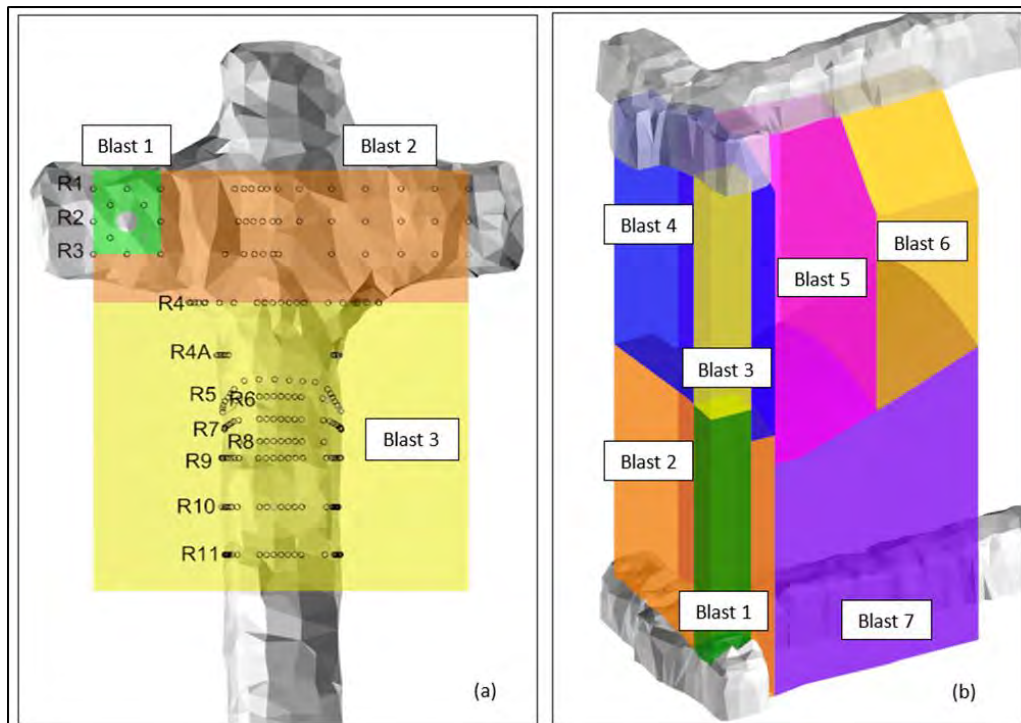 Blast 1
Blast 2
R1
R2
R3
R4
R4A
R5
R6
R7
R8
R9
R10
R11
Blast 3
(a)
Blast 4
Blast 6
Blast 5
Blast 3
Blast 2
Blast 1
Blast 7
(b)